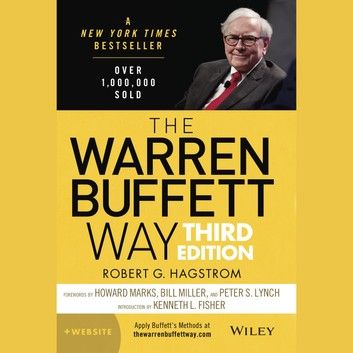 A
NEW YORK TIMES
BESTSELLER
OVER
1,000,000
SOLD
THE
WARREN
BUFFETT
WAY THIRD EDITION
ROBERT G. HAGSTROM
FOREWORDS BY HOWARD MARKS, BILL MILLER, AND PETER S. LYNCH
INTRODUCTION BY KENNETH L. FISHER
+WEBSITE
Apply Buffett's Methods at
thewarrenbuffettway.com
WILEY